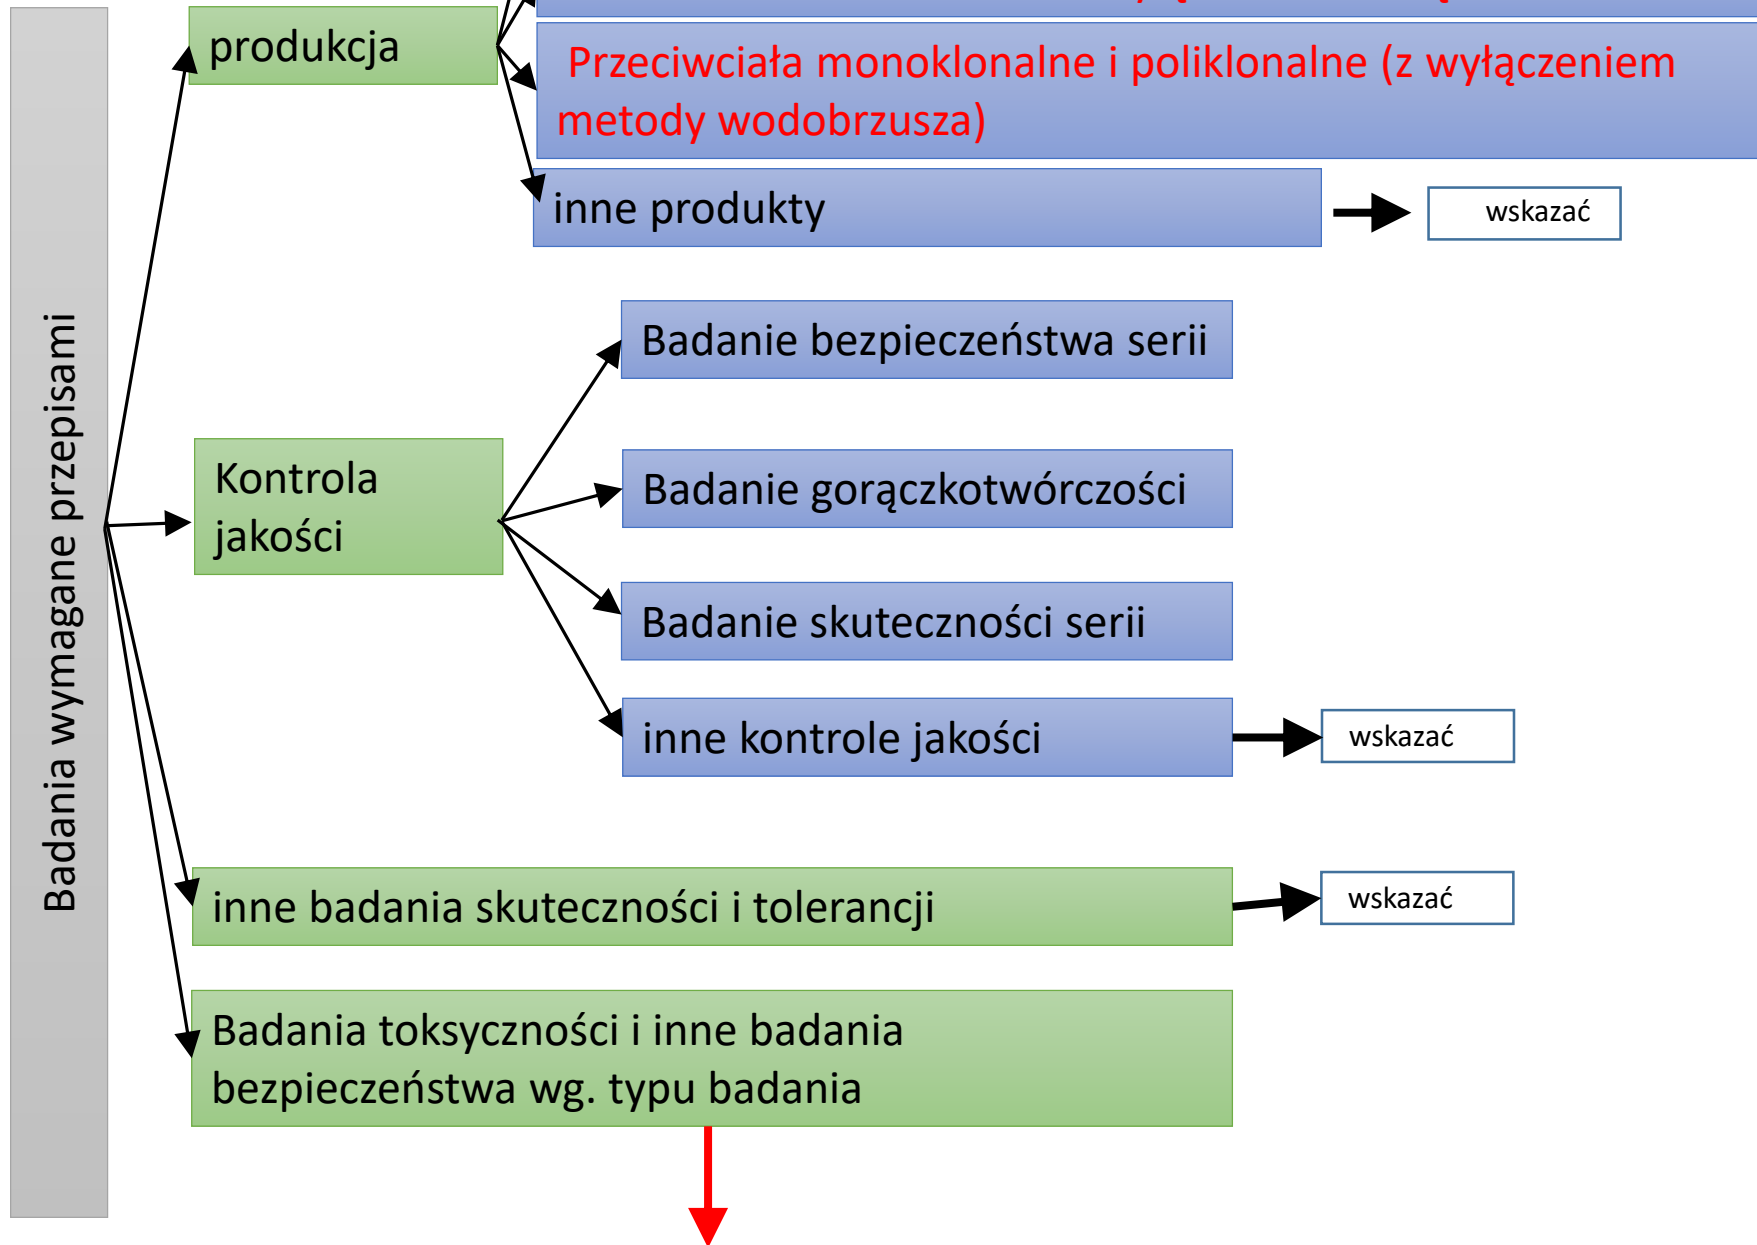 produkcja
Przeciwciała monoklonalne i poliklonalne (z wyłączeniem
metody wodobrzusza)
inne produkty
wskazać
Badania wymagane przepisami
Badanie bezpieczeństwa serii
Kontrola
jakości
Badanie gorączkotwórczości
Badanie skuteczności serii
inne kontrole jakości
wskazać
inne badania skuteczności i tolerancji
wskazać
Badania toksyczności i inne badania
bezpieczeństwa wg. typu badania